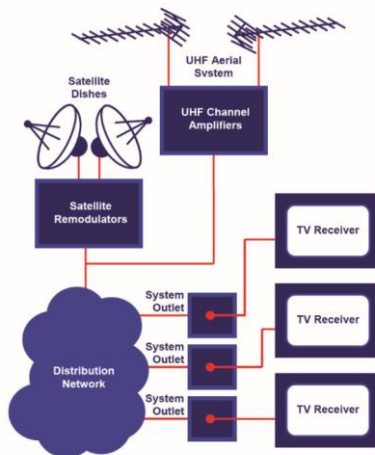 UHF Aerial
Svstem
Satellite
Dishes
UHF Channel
Amplifiers
Satellite
Remodulators
TV Receiver
System
Outlet
TV Receiver
System
Outlet
Distribution
Network
System
Outlet
TV Receiver